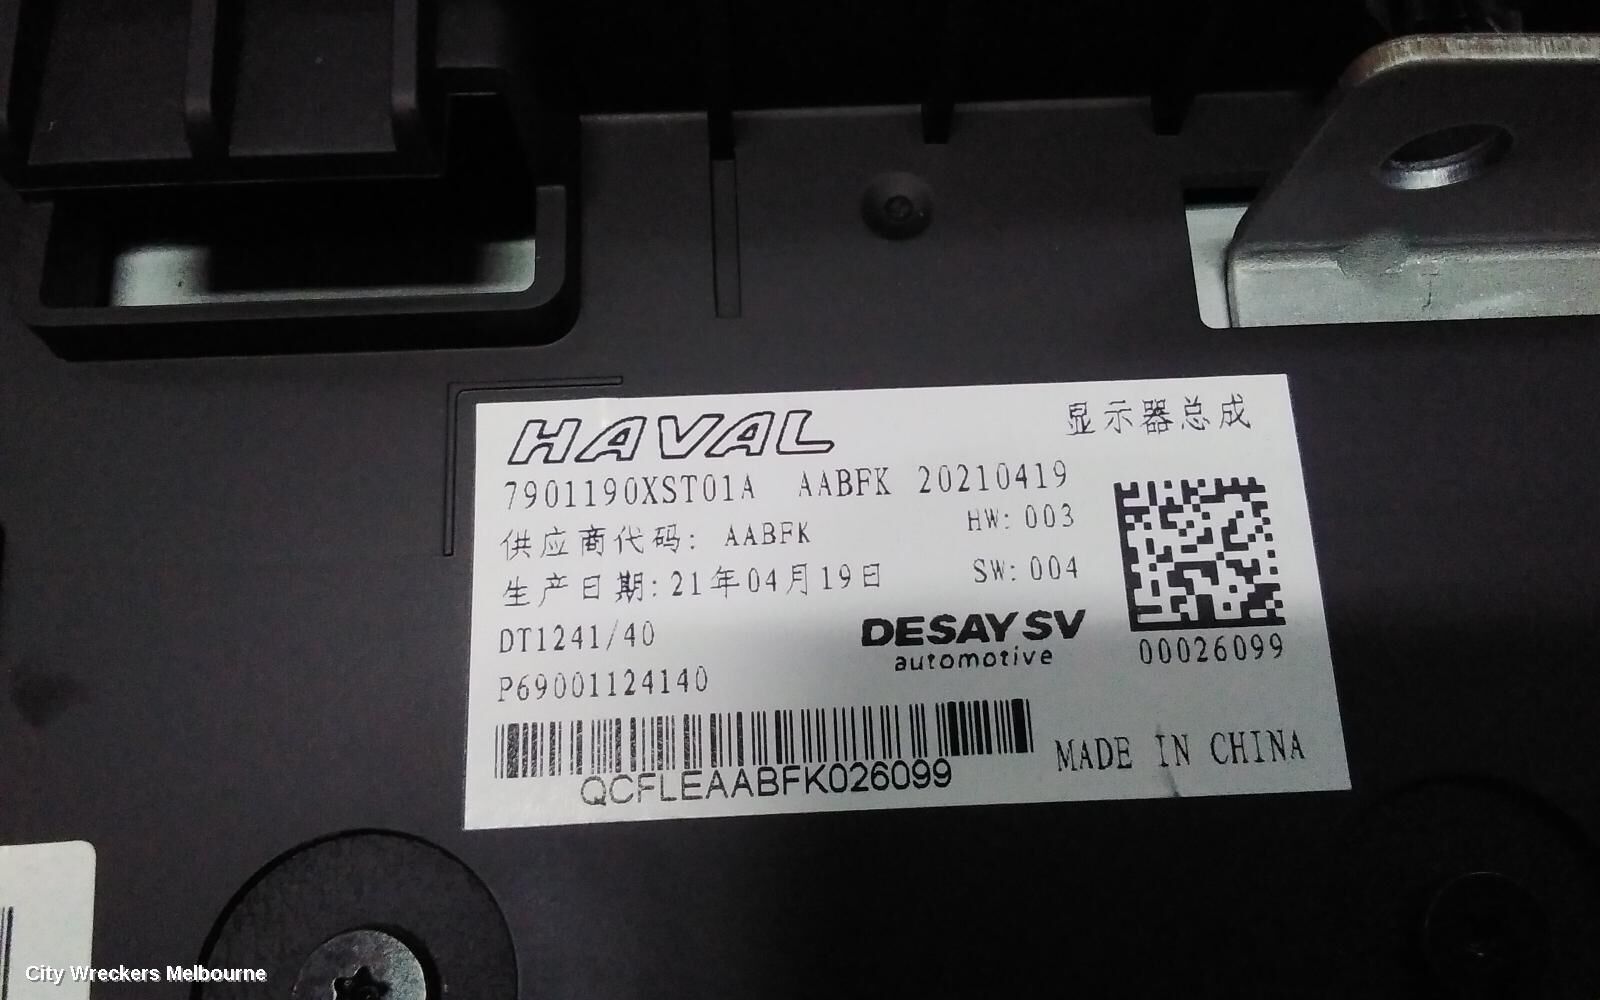 HAVAL 显示器总成
7901190XST01A AABFK 20210419
供应商代码: AABFK HW: 003
生产日期: 21年04月19日 SW: 004
DT1241/40 DESAY SV
automotive
00026099
P69001124140
QCFLEAABFK026099
MADE IN CHINA
City Wreckers Melbourne